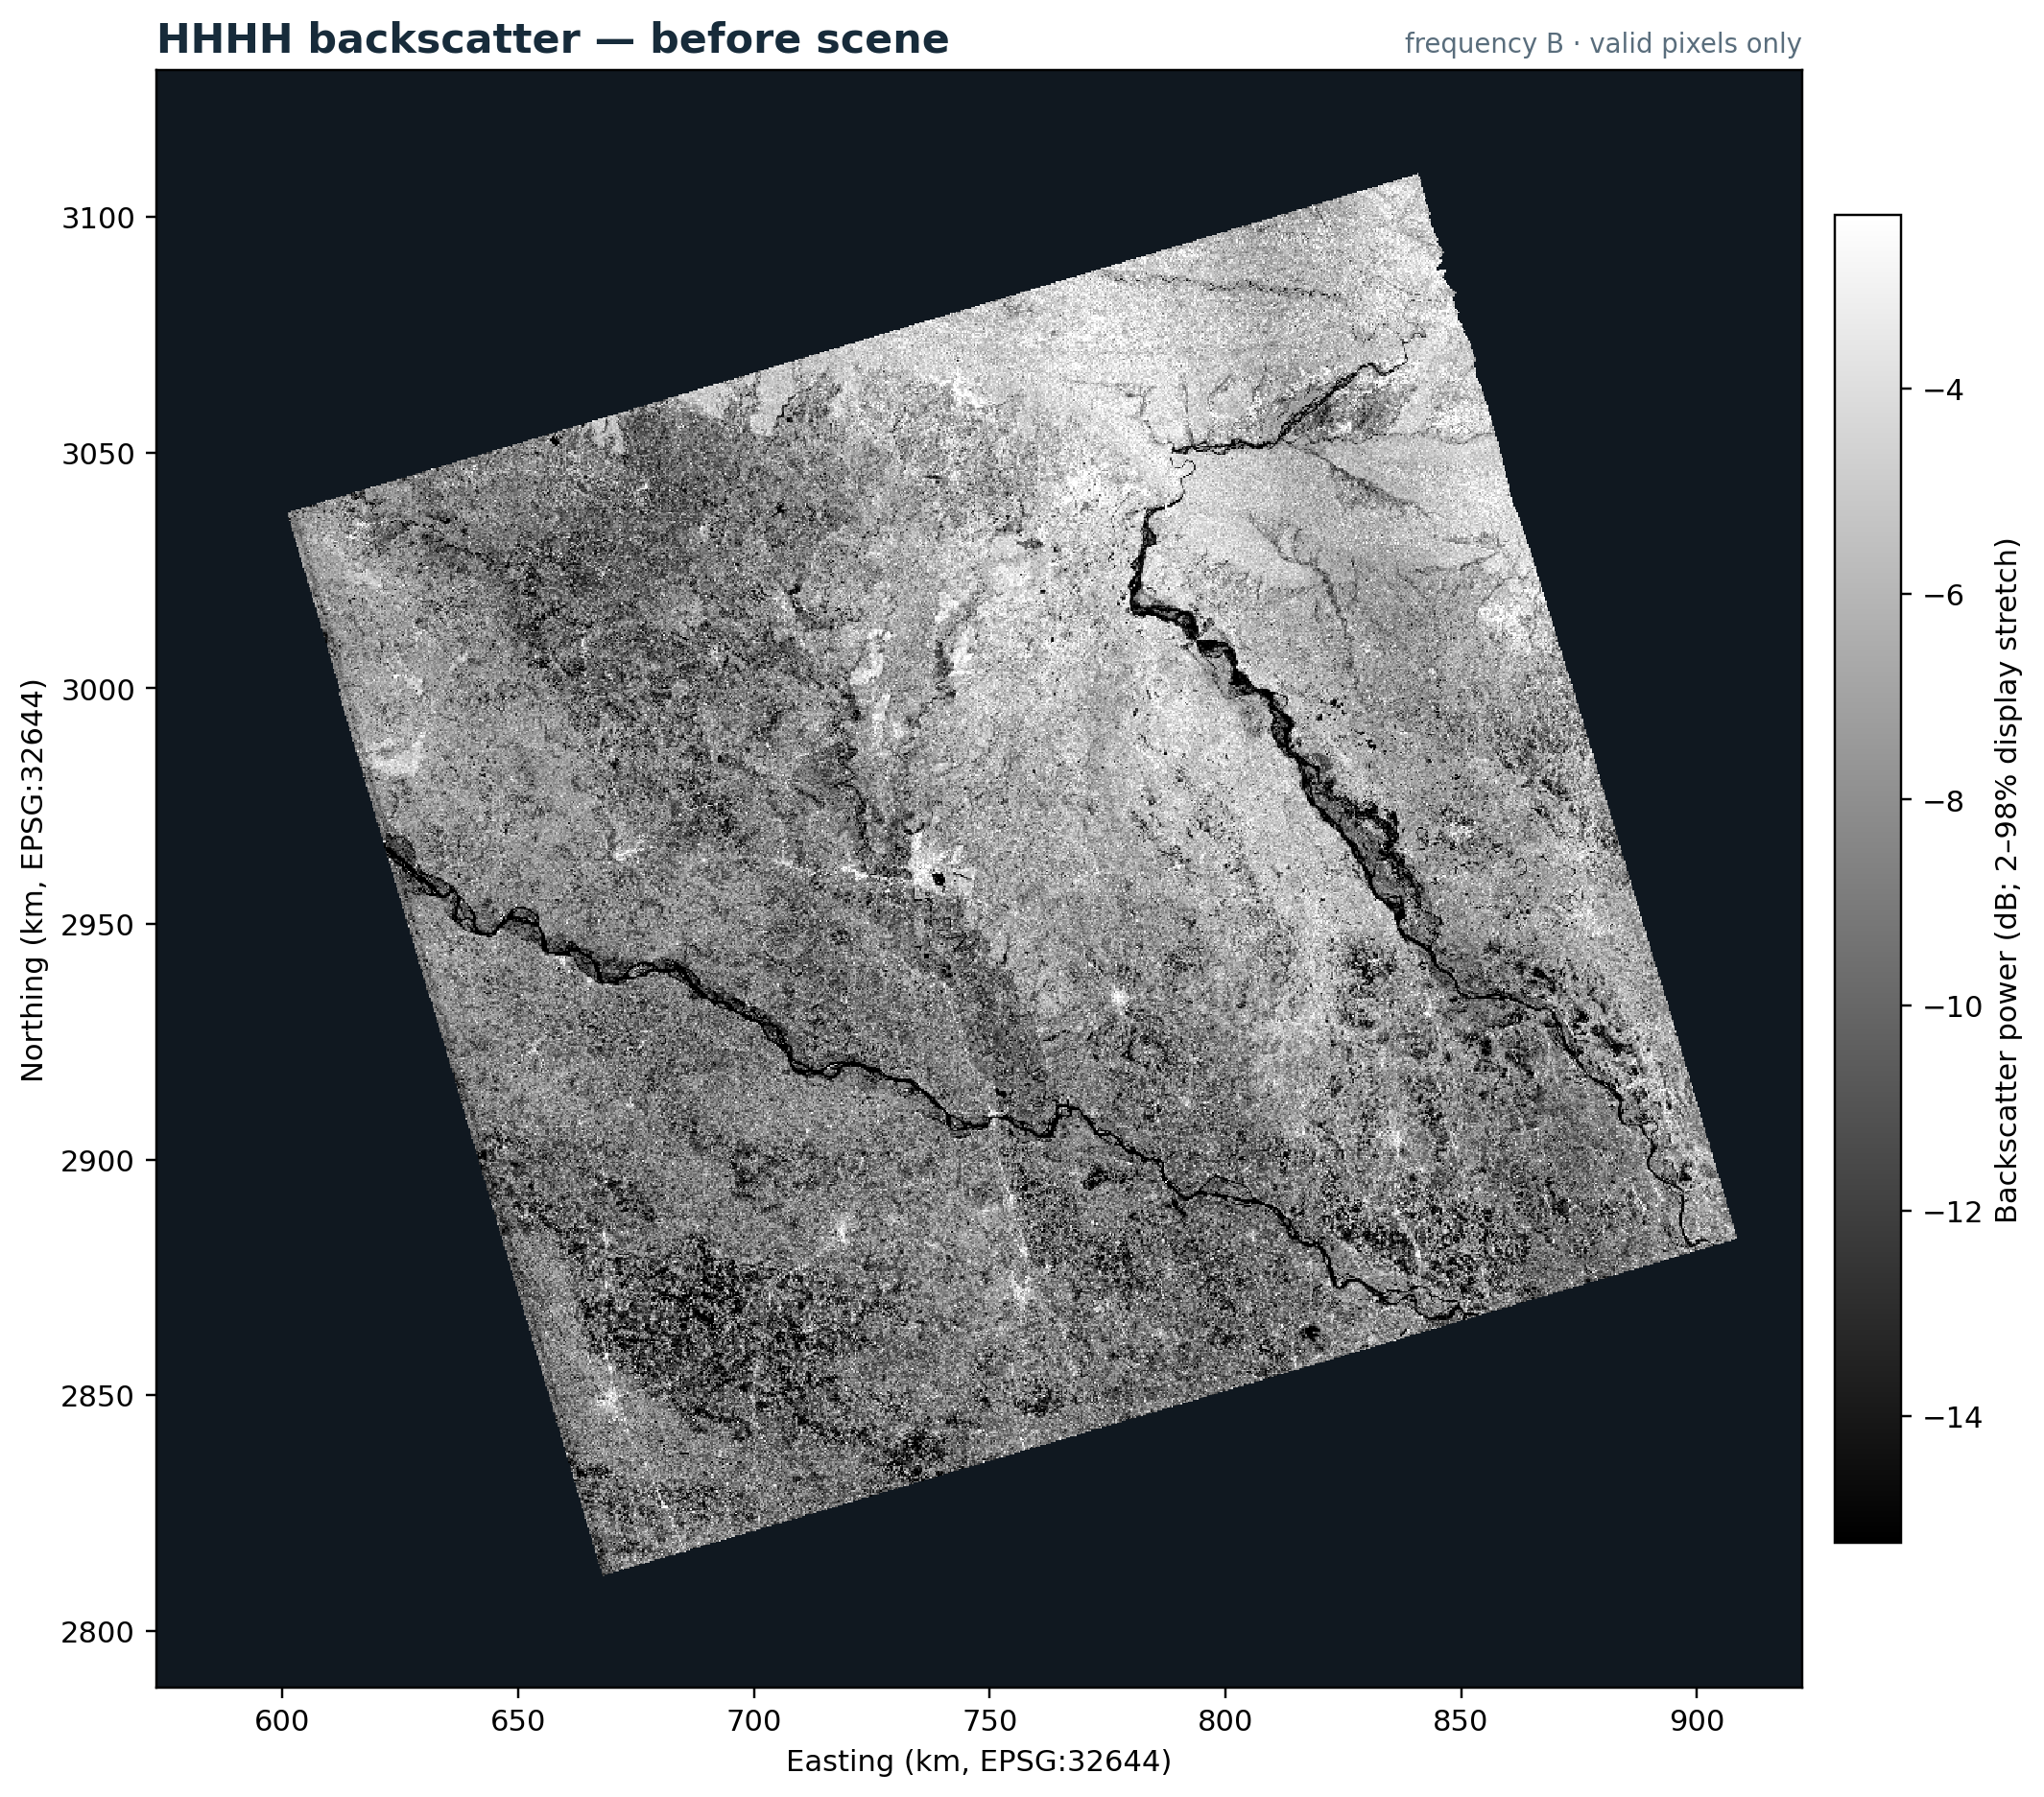 HHHH backscatter — before scene
frequency B · valid pixels only
3100
3050
3000
2950
2900
2850
2800
Northing (km, EPSG:32644)
600 650 700 750 800 850 900
Easting (km, EPSG:32644)
−4
−6
−8
−10
−12
−14
Backscatter power (dB; 2–98% display stretch)